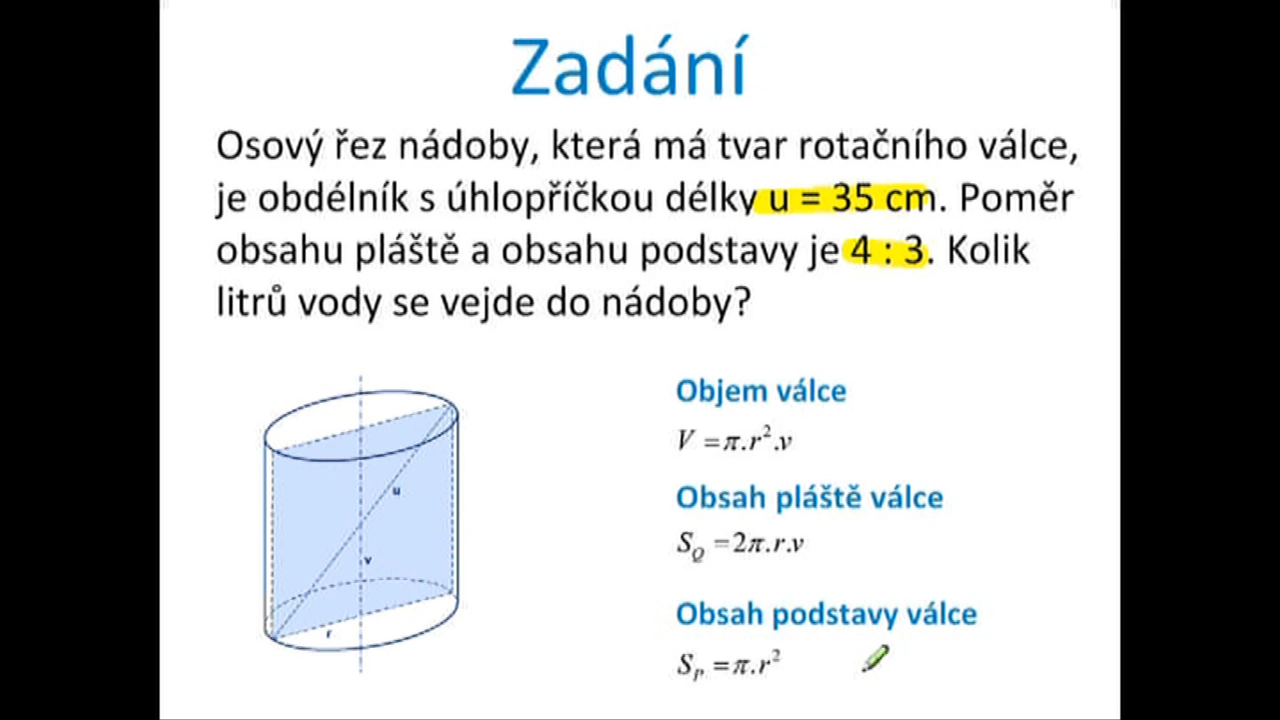 Zadání
Osový řez nádoby, která má tvar rotačního válce,
je obdélník s úhlopříčkou délky u = 35 cm. Poměr
obsahu pláště a obsahu podstavy je 4 : 3. Kolik
litrů vody se vejde do nádoby?
Objem válce
V = π.r².v
Obsah pláště válce
S_Q = 2π.r.v
Obsah podstavy válce
S_P = π.r²
u
v
r